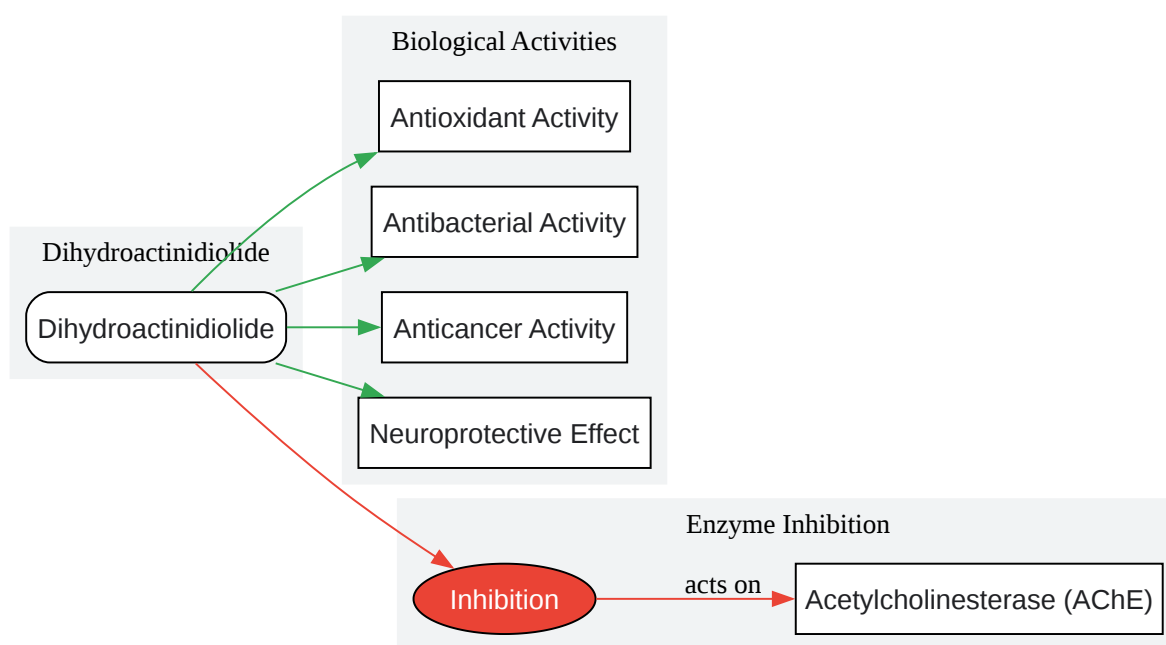 Biological Activities
Antioxidant Activity
Antibacterial Activity
Dihydroactinidiolide
Dihydroactinidiolide
Anticancer Activity
Neuroprotective Effect
Enzyme Inhibition
Inhibition
acts on
Acetylcholinesterase (AChE)